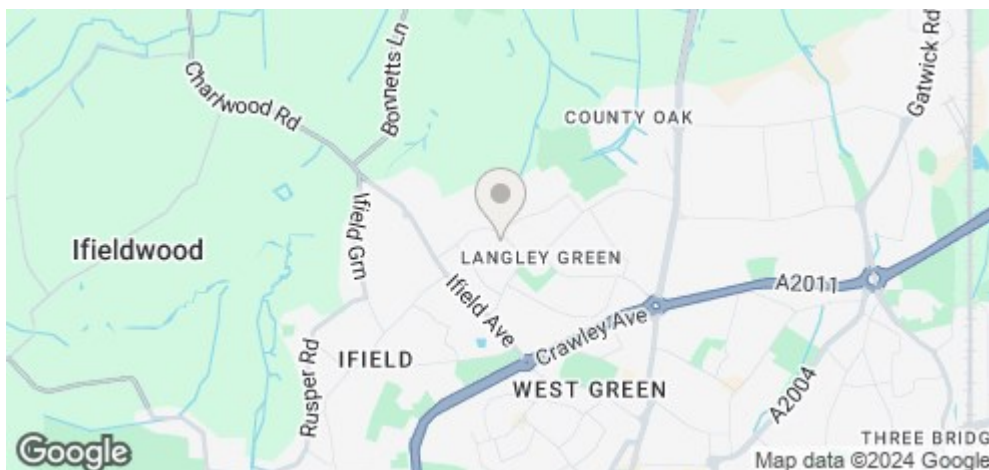 Charlwood Rd
Bonnetts Ln
Gatwick Rd
COUNTY OAK
Ifield Grn
Ifieldwood
LANGLEY GREEN
Ifield Ave
A2011
Crawley Ave
Rusper Rd
IFIELD
WEST GREEN
A2004
THREE BRIDG
Google
Map data ©2024 Google